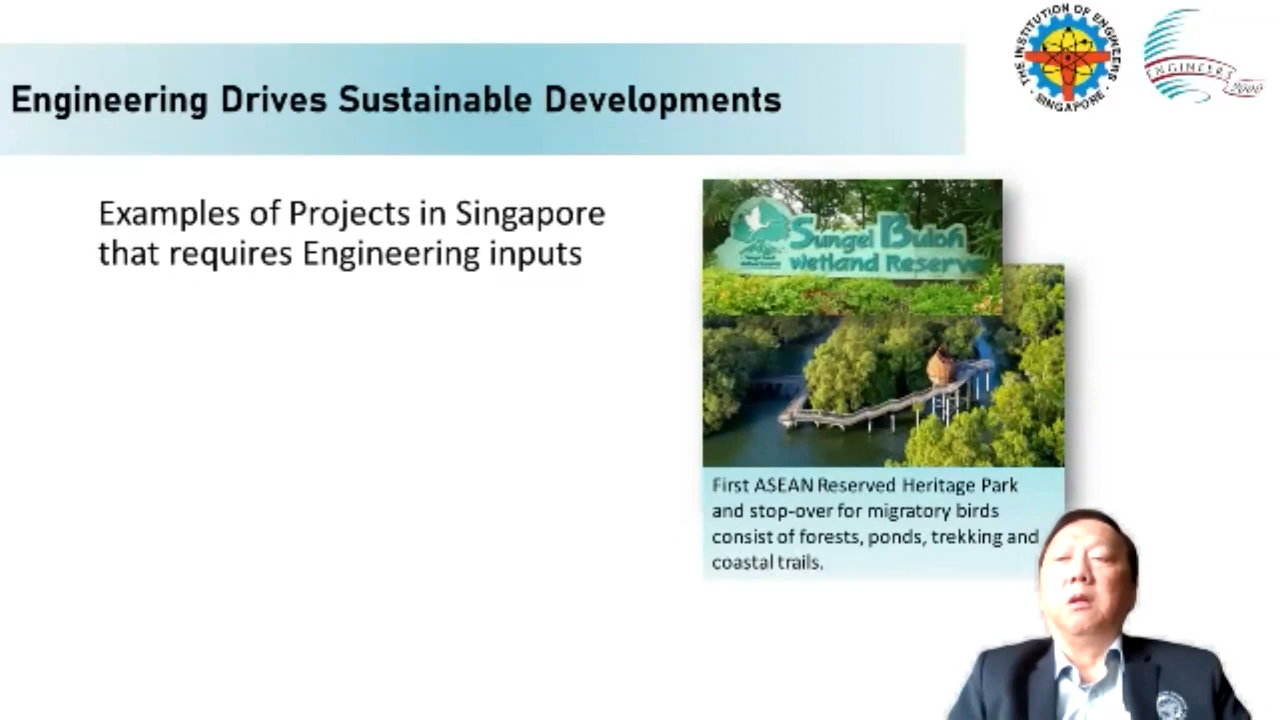 Engineering Drives Sustainable Developments
THE INSTITUTION OF ENGINEERS
· SINGAPORE ·
ENGINEERS
2000
Examples of Projects in Singapore
that requires Engineering inputs
Sungei Buloh
Wetland Reserve
First ASEAN Reserved Heritage Park
and stop-over for migratory birds
consist of forests, ponds, trekking and
coastal trails.